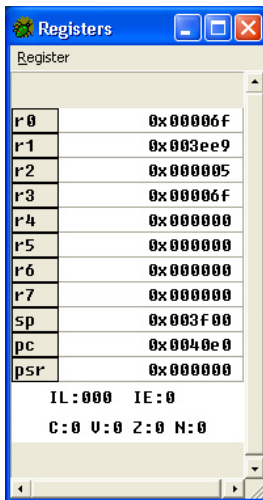 Registers
Register
r0 0x00006f
r1 0x003ee9
r2 0x000005
r3 0x00006f
r4 0x000000
r5 0x000000
r6 0x000000
r7 0x000000
sp 0x003f00
pc 0x0040e0
psr 0x000000
IL:000 IE:0
C:0 V:0 Z:0 N:0